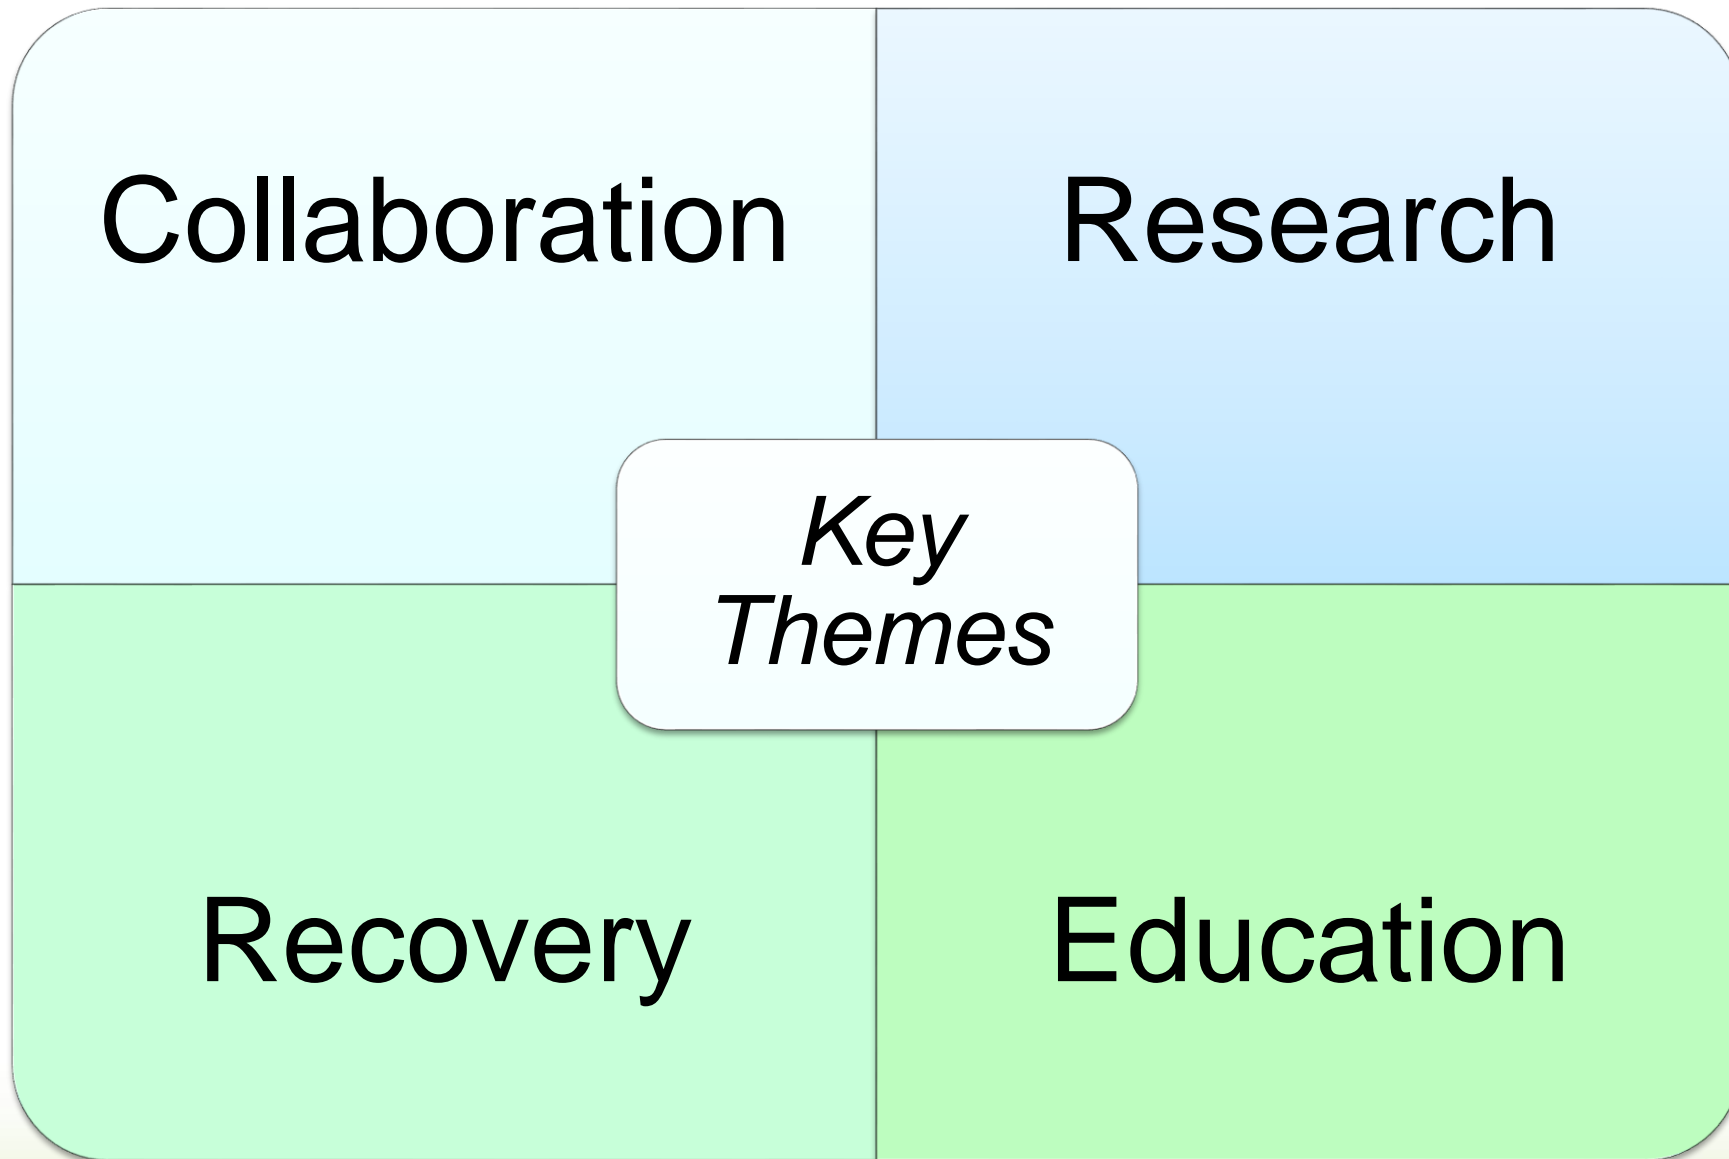 Collaboration
Research
Key
Themes
Recovery
Education